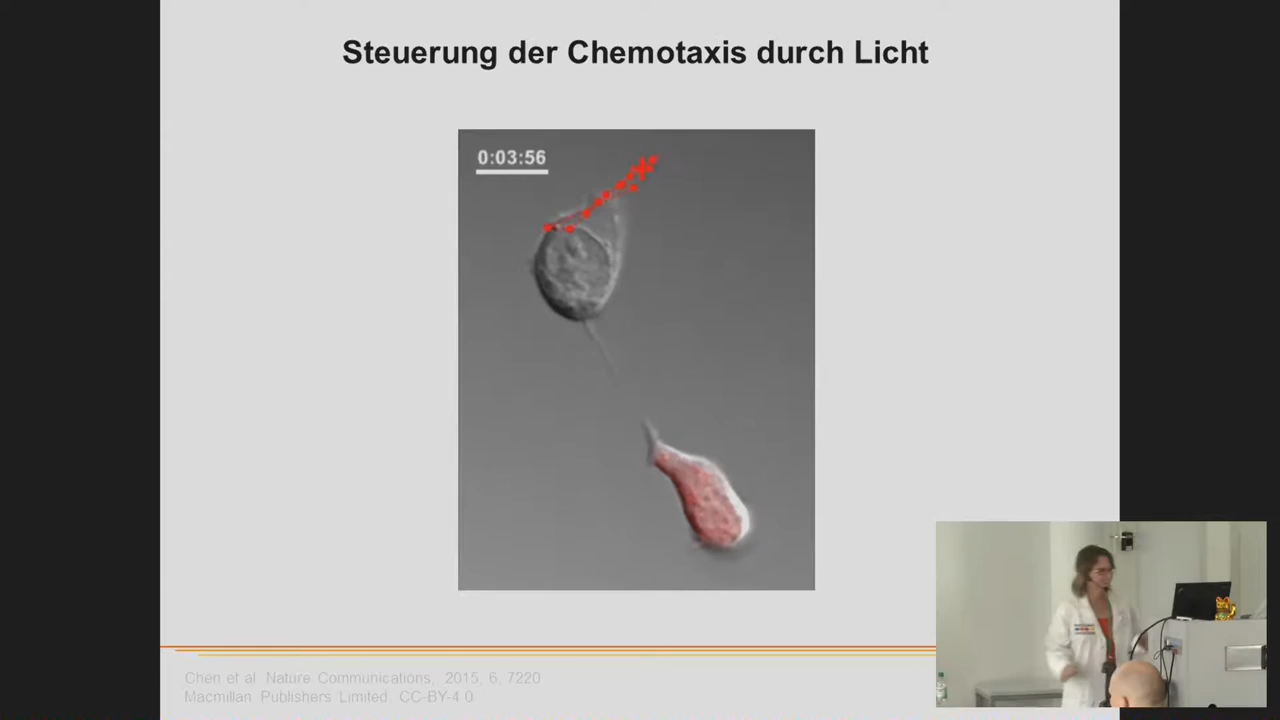 Steuerung der Chemotaxis durch Licht
0:03:56
Chen et al. Nature Communications, 2015, 6, 7220
Macmillan Publishers Limited CC-BY-4.0